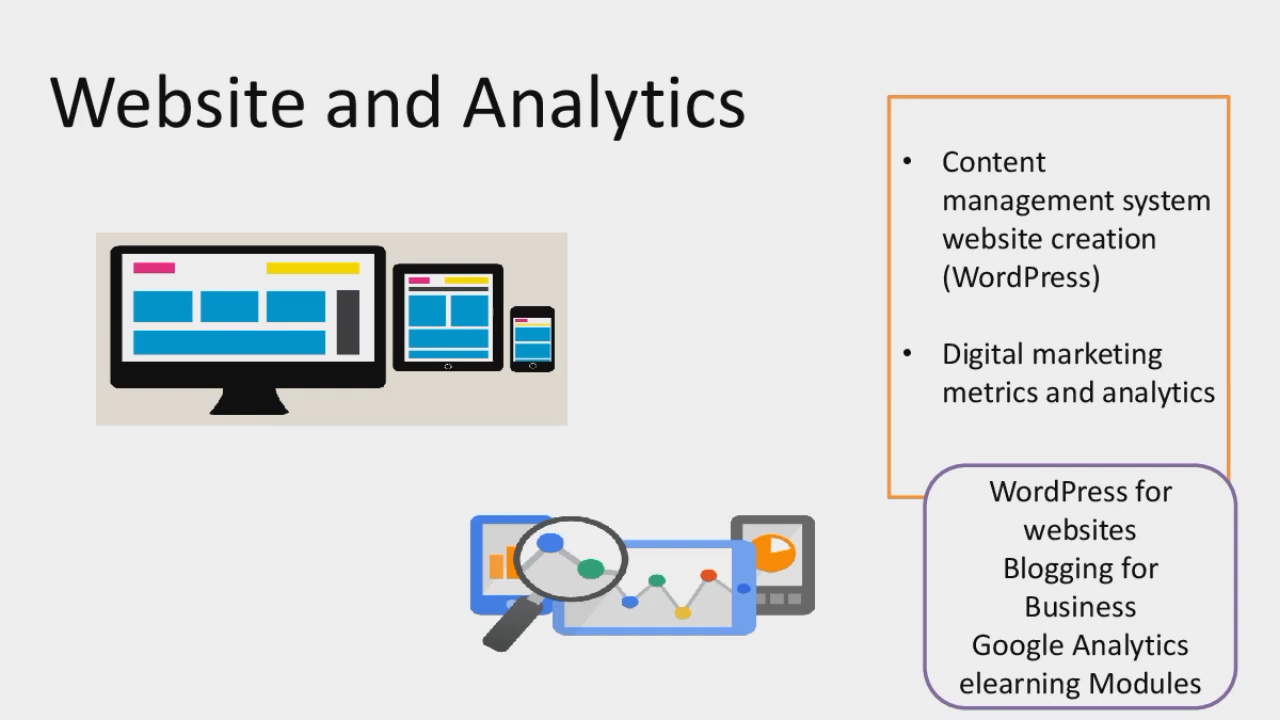 Website and Analytics
• Content
management system
website creation
(WordPress)
• Digital marketing
metrics and analytics
WordPress for
websites
Blogging for
Business
Google Analytics
elearning Modules